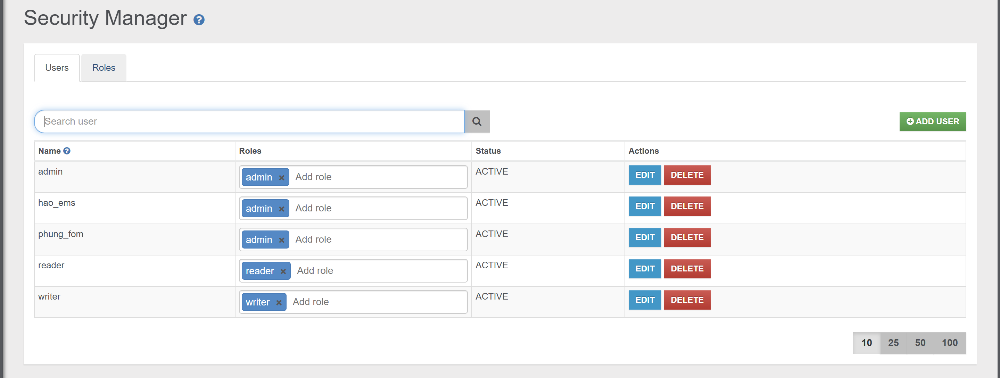 Security Manager ?
Users Roles
Search user
ADD USER
Name ? Roles Status Actions
admin admin × Add role ACTIVE EDIT DELETE
hao_ems admin × Add role ACTIVE EDIT DELETE
phung_fom admin × Add role ACTIVE EDIT DELETE
reader reader × Add role ACTIVE EDIT DELETE
writer writer × Add role ACTIVE EDIT DELETE
10 25 50 100